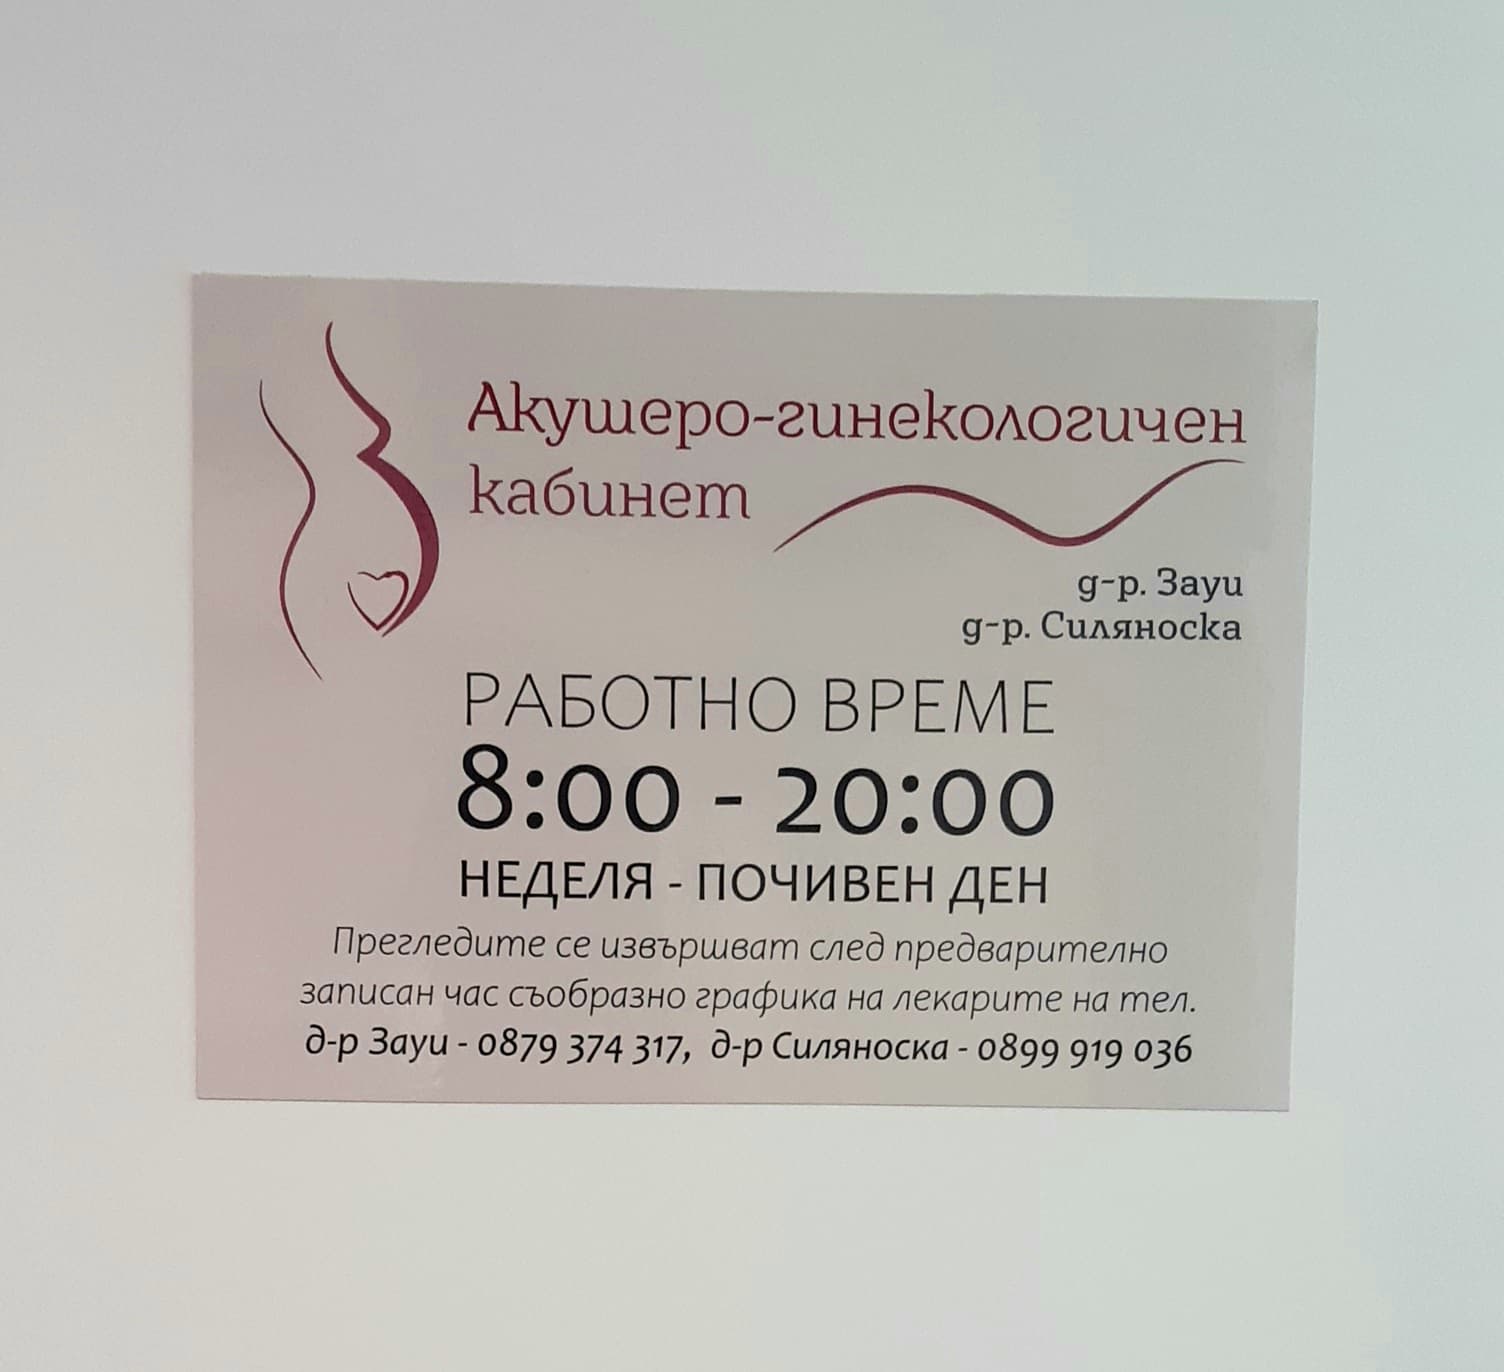 Акушеро-гинекологичен
кабинет
д-р. Зауи
д-р. Силяноска
РАБОТНО ВРЕМЕ
8:00 - 20:00
НЕДЕЛЯ - ПОЧИВЕН ДЕН
Прегледите се извършват след предварително
записан час съобразно графика на лекарите на тел.
д-р Зауи - 0879 374 317, д-р Силяноска - 0899 919 036